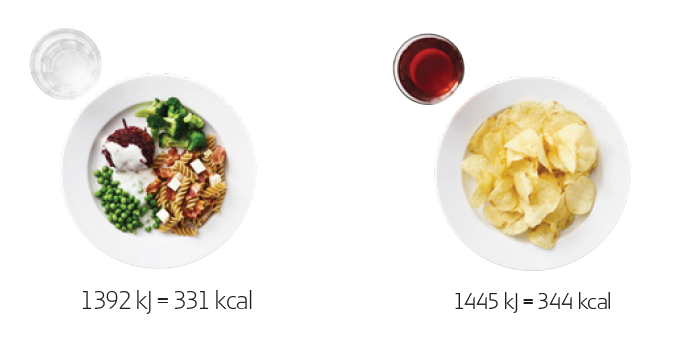 1392 kJ = 331 kcal
1445 kJ = 344 kcal